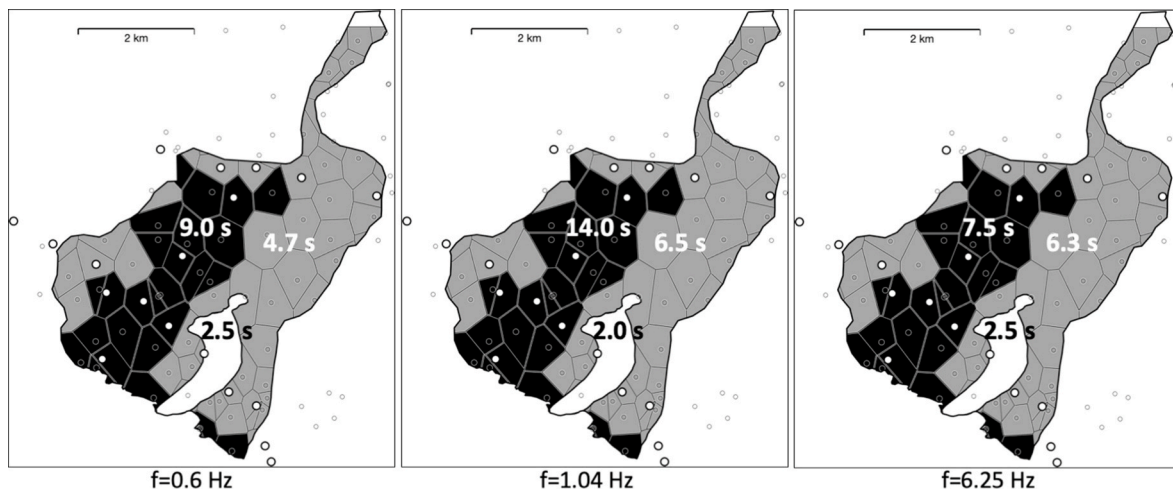 2 km
9.0 s
4.7 s
2.5 s
f=0.6 Hz
2 km
14.0 s
6.5 s
2.0 s
f=1.04 Hz
2 km
7.5 s
6.3 s
2.5 s
f=6.25 Hz